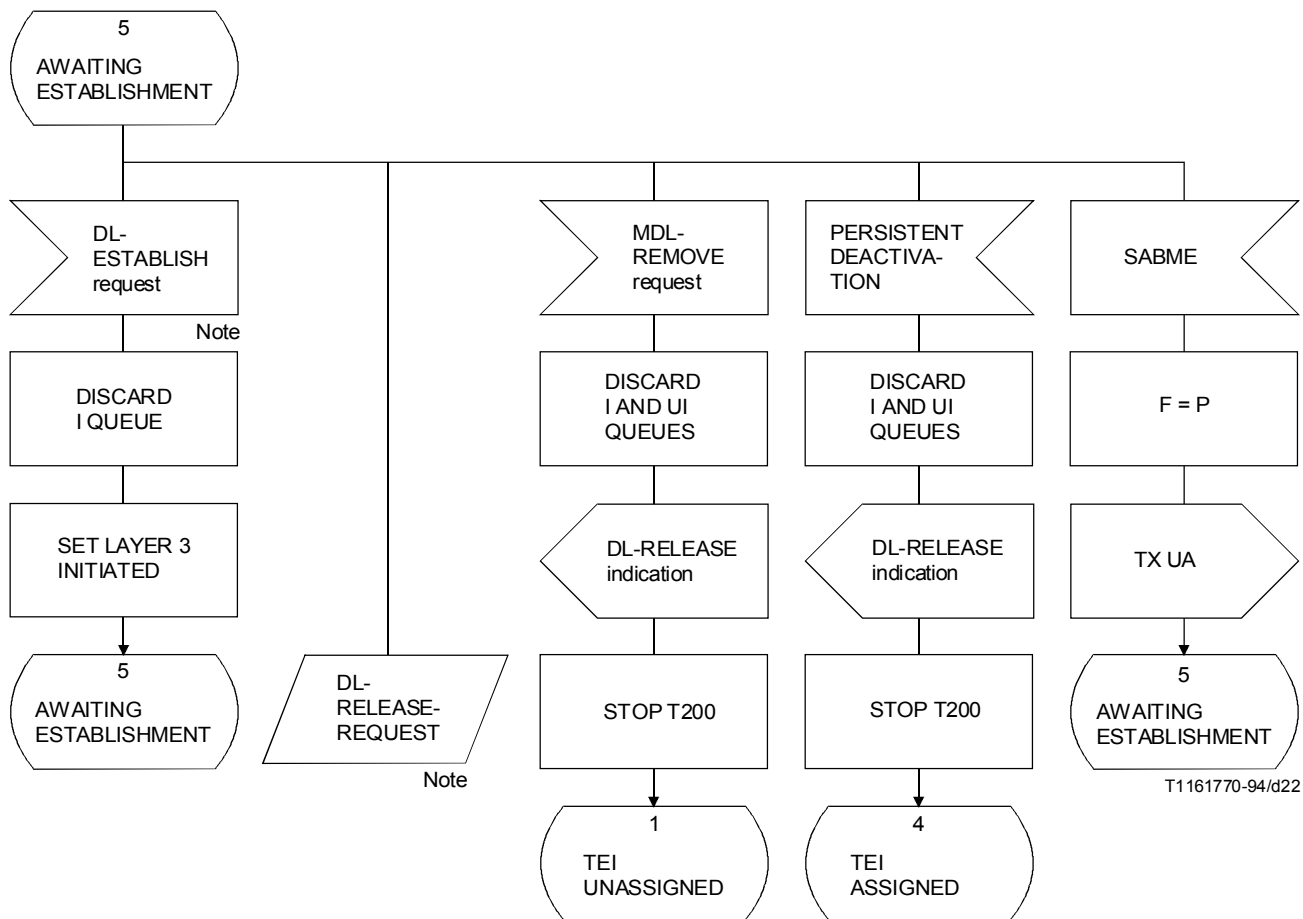 5
AWAITING
ESTABLISHMENT
DL-
ESTABLISH
request
Note
DISCARD
I QUEUE
SET LAYER 3
INITIATED
5
AWAITING
ESTABLISHMENT
DL-
RELEASE-
REQUEST
Note
MDL-
REMOVE
request
DISCARD
I AND UI
QUEUES
DL-RELEASE
indication
STOP T200
1
TEI
UNASSIGNED
PERSISTENT
DEACTIVA-
TION
DISCARD
I AND UI
QUEUES
DL-RELEASE
indication
STOP T200
4
TEI
ASSIGNED
SABME
F = P
TX UA
5
AWAITING
ESTABLISHMENT
T1161770-94/d22